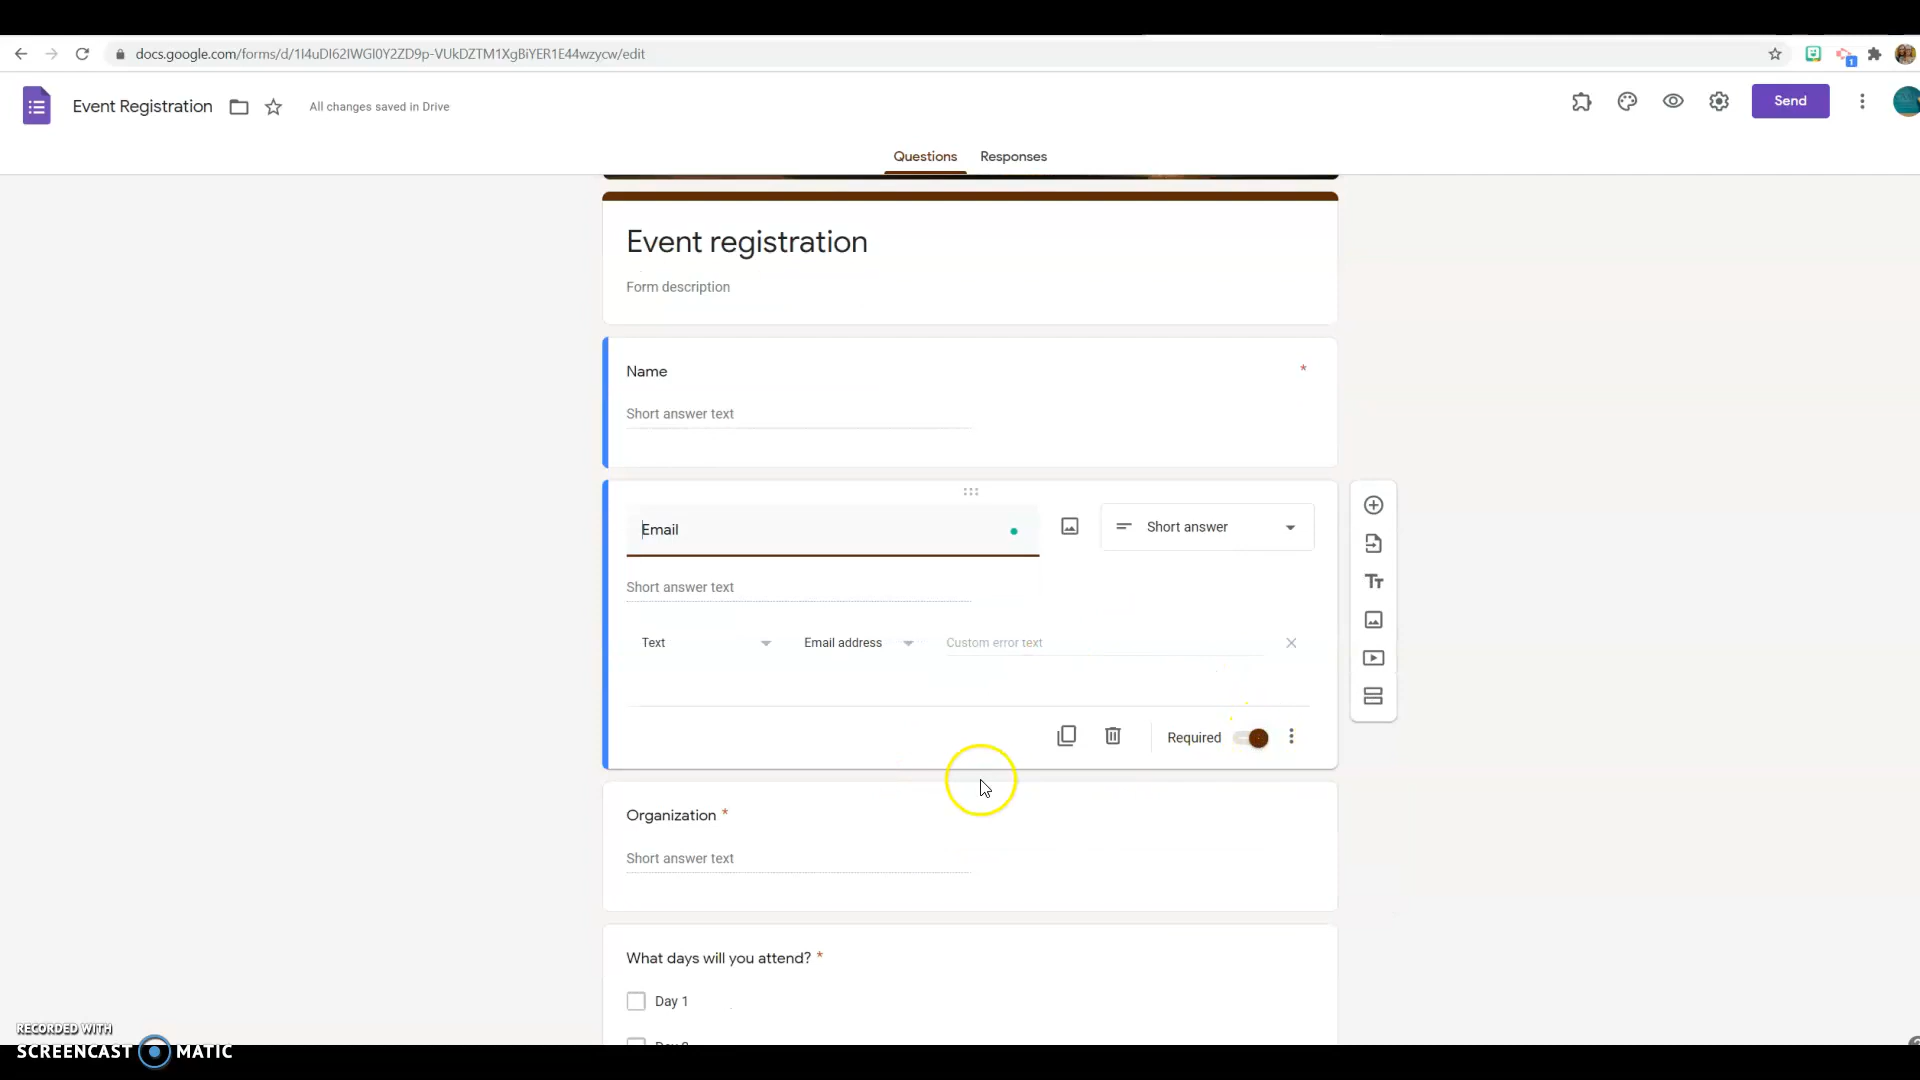 docs.google.com/forms/d/1I4uDI62IWGI0Y2ZD9p-VUkDZTM1XgBiYER1E44wzycw/edit
1
Event Registration
All changes saved in Drive
Send
Questions
Responses
Event registration
Form description
Name
*
Short answer text
Email
Short answer
Short answer text
Text
Email address
Custom error text
Required
Organization *
Short answer text
What days will you attend? *
Day 1
RECORDED WITH
SCREENCAST MATIC